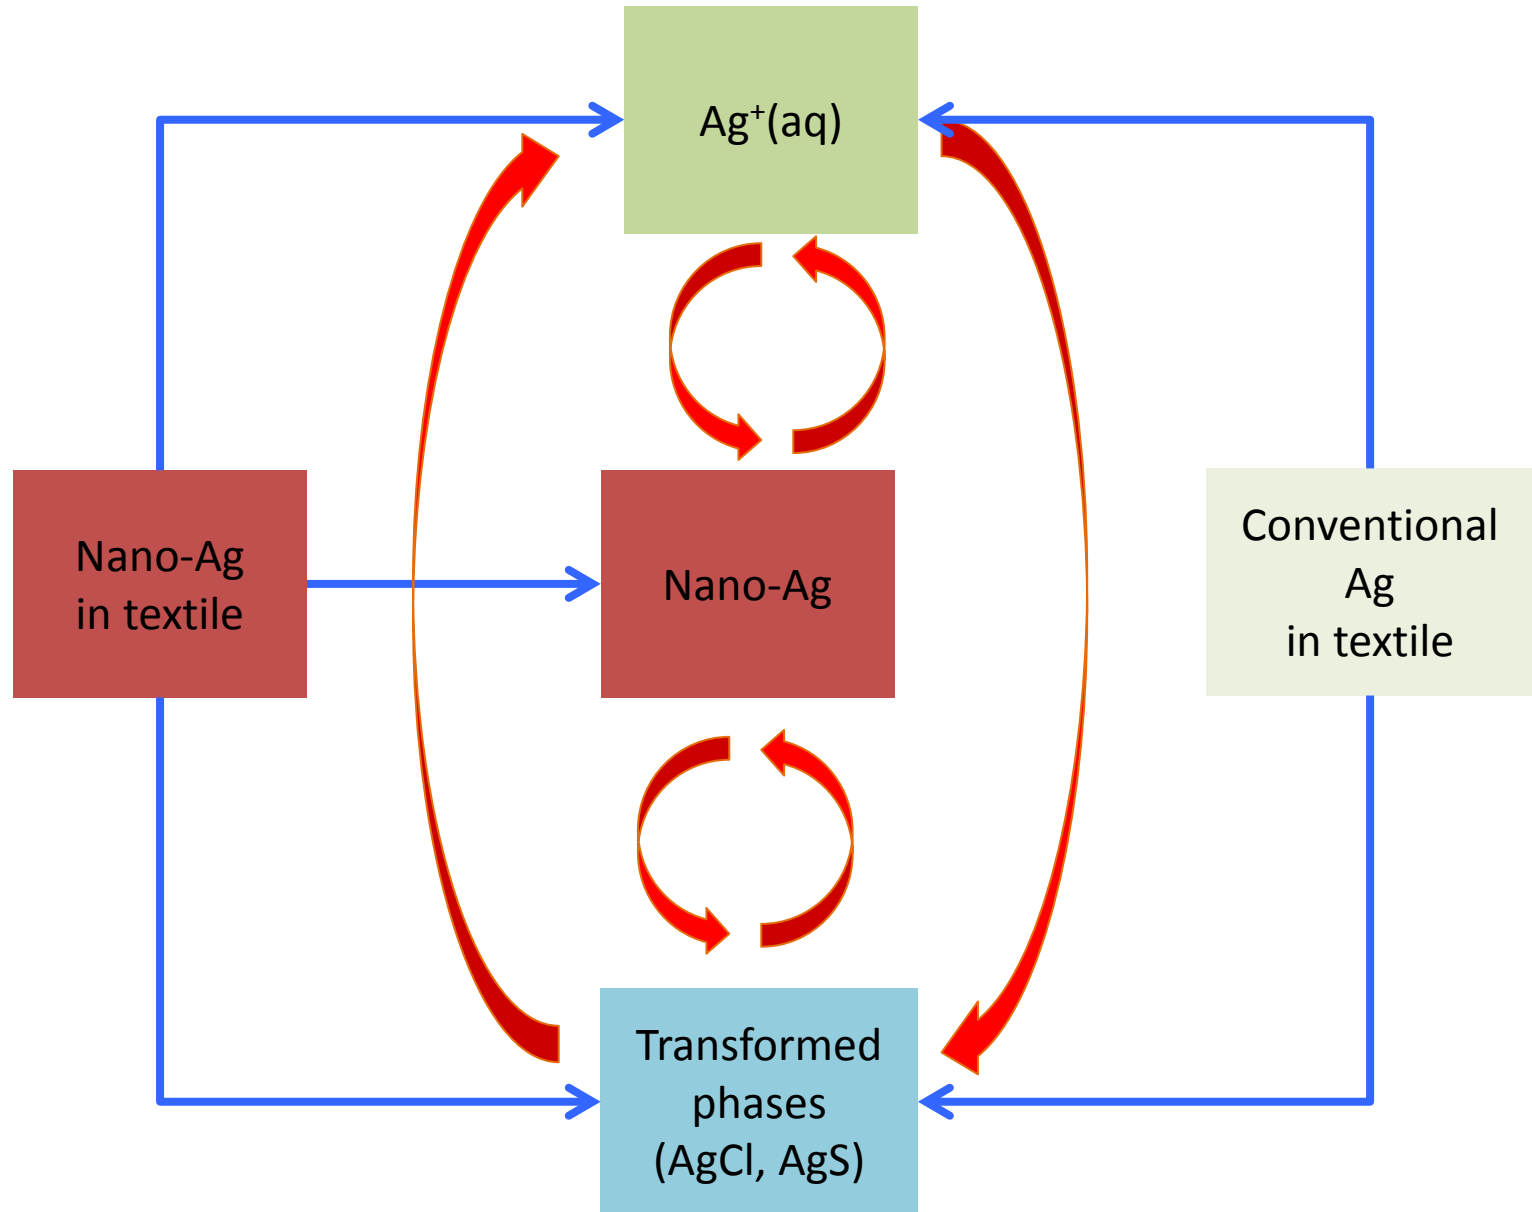 Ag⁺(aq)
Nano-Ag
in textile
Nano-Ag
Conventional
Ag
in textile
Transformed
phases
(AgCl, AgS)